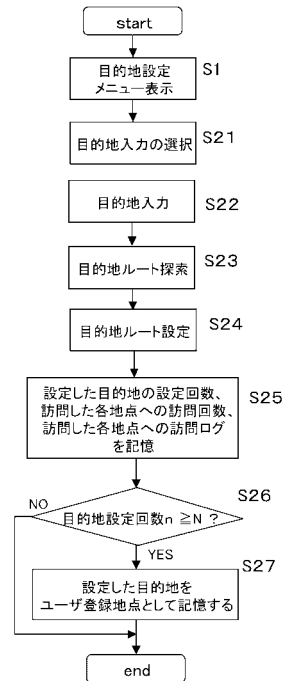 start
目的地設定
メニュー表示
S1
目的地入力の選択
S21
目的地入力
S22
目的地ルート探索
S23
目的地ルート設定
S24
設定した目的地の設定回数、
訪問した各地点への訪問回数、
訪問した各地点への訪問ログ
を記憶
S25
S26
NO
目的地設定回数n ≧N ?
YES
S27
設定した目的地を
ユーザ登録地点として記憶する
end